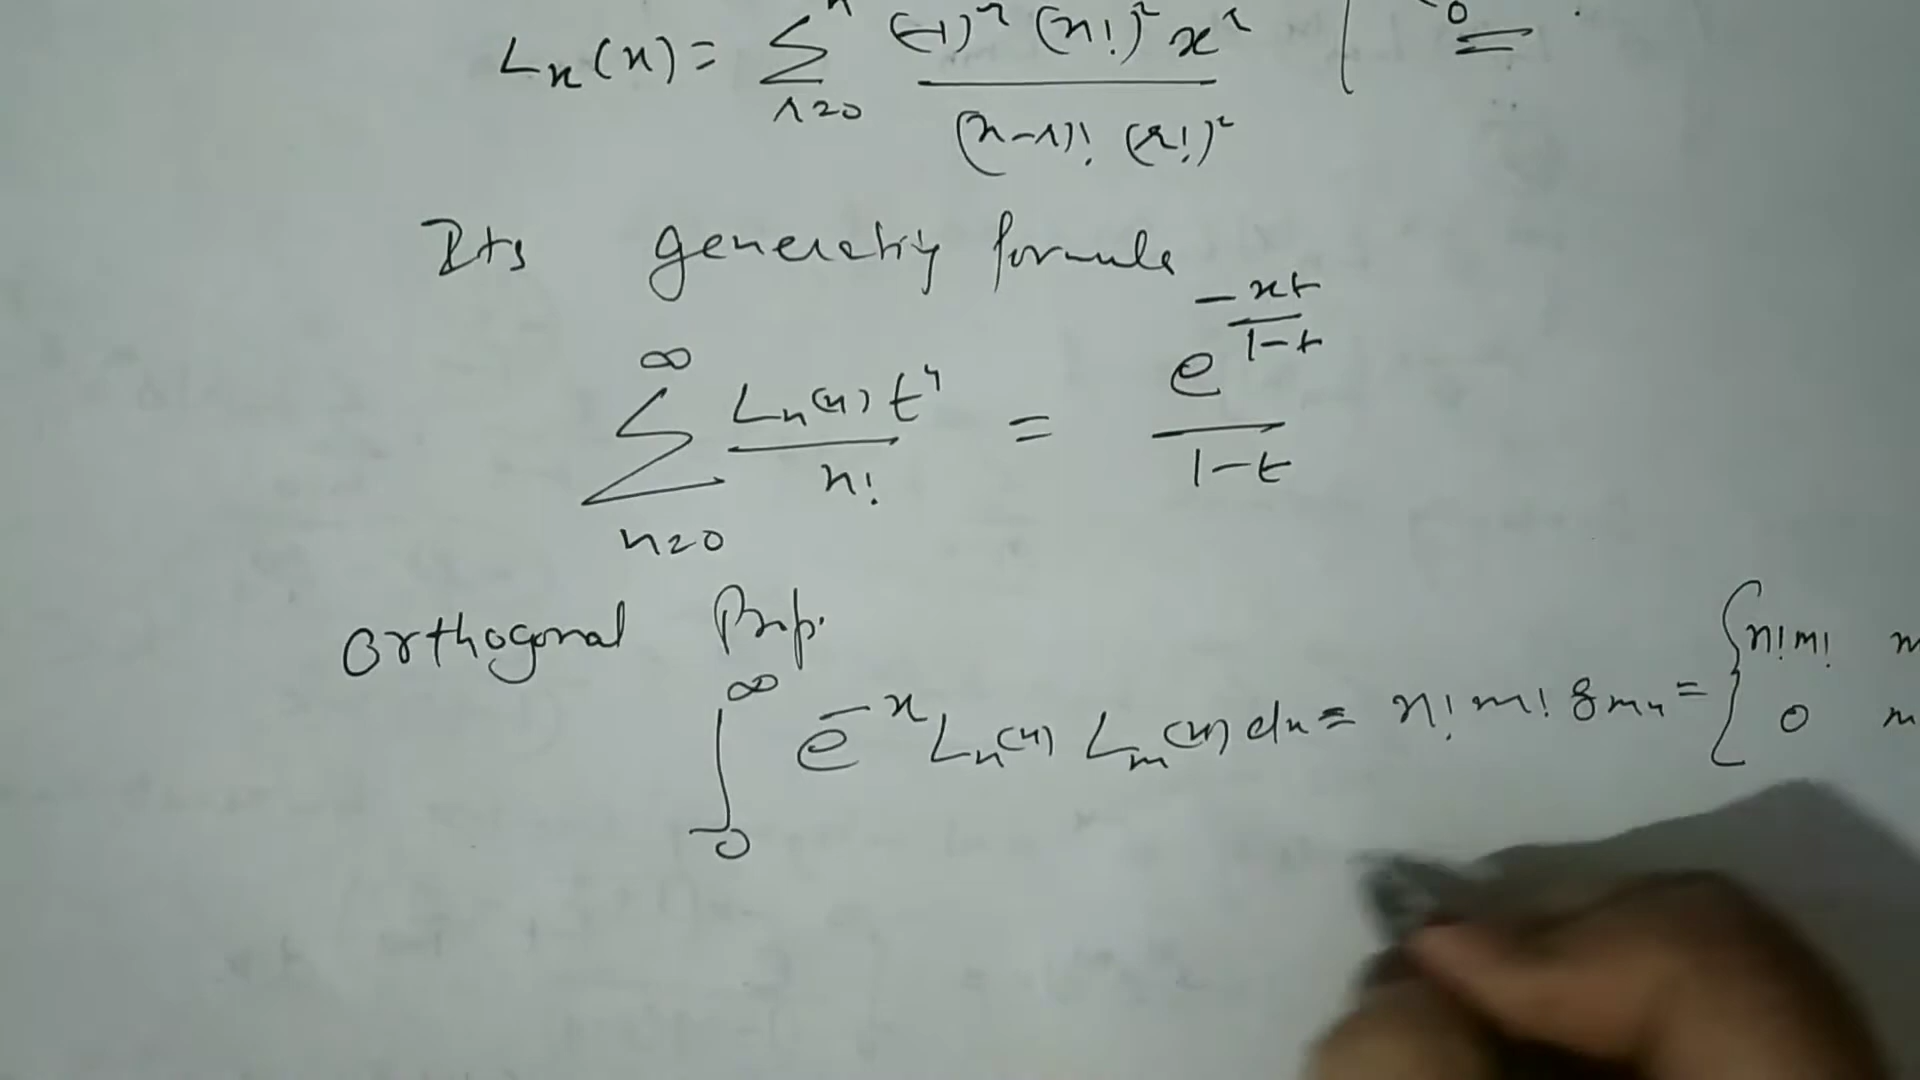 Lₙ(x) = Σ_{r=0}^{n} (-1)^r (n!)² x^r / (n-r)! (r!)² | 0
Its generating formula
Σ_{n=0}^{∞} Lₙ(x) tⁿ / n! = e^{-xt/(1-t)} / (1-t)
Orthogonal Prop.
∫_0^∞ e^{-x} Lₙ(x) Lₘ(x) dx = n! m! δₘₙ = { n! m! m
0 m